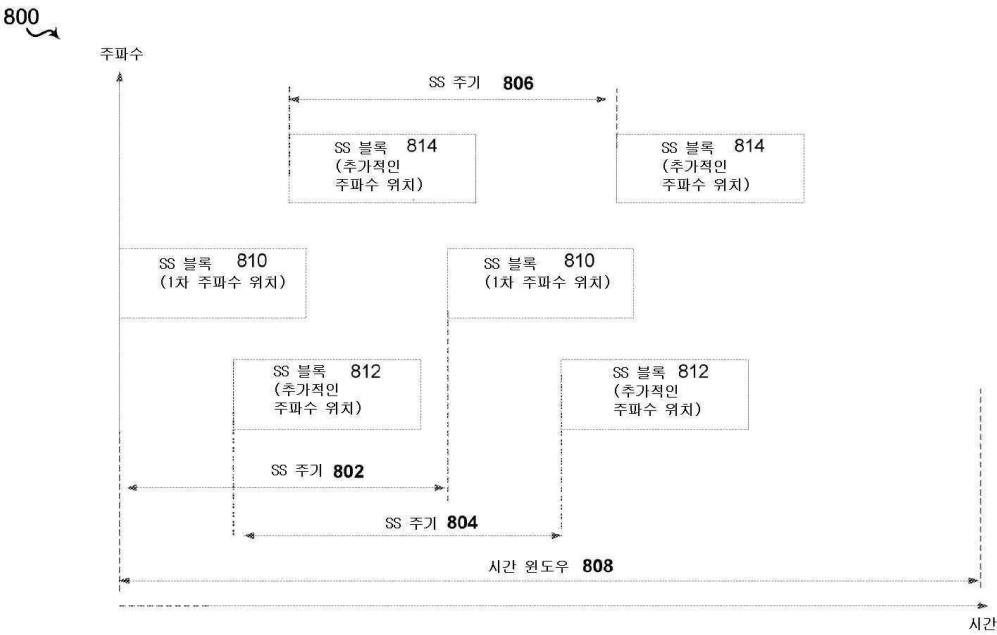 800
주파수
SS 주기 806
SS 블록 814
(추가적인
주파수 위치)
SS 블록 814
(추가적인
주파수 위치)
SS 블록 810
(1차 주파수 위치)
SS 블록 810
(1차 주파수 위치)
SS 블록 812
(추가적인
주파수 위치)
SS 블록 812
(추가적인
주파수 위치)
SS 주기 802
SS 주기 804
시간 윈도우 808
시간